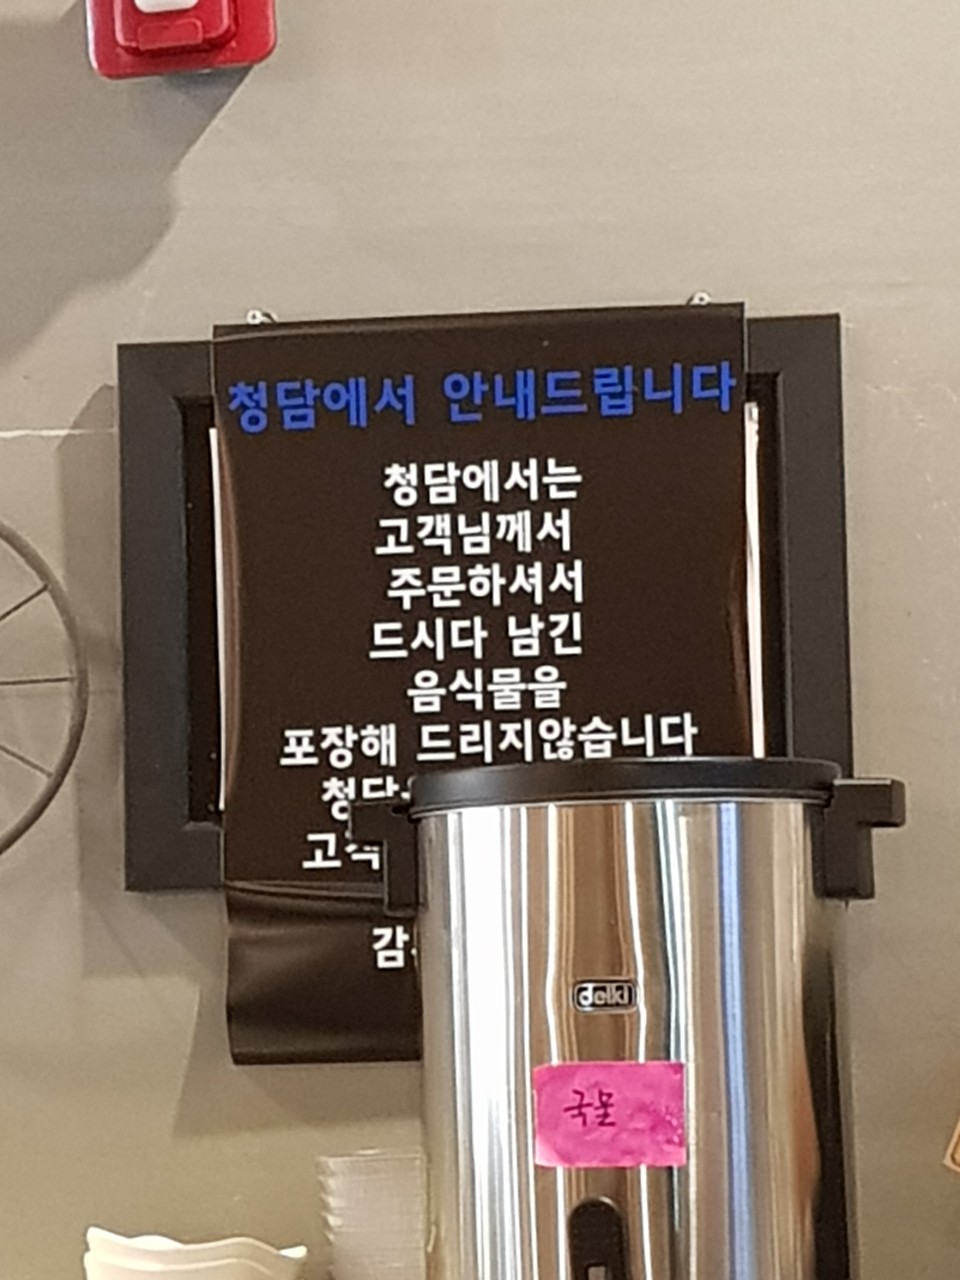 청담에서 안내드립니다
청담에서는
고객님께서
주문하셔서
드시다 남긴
음식물을
포장해 드리지않습니다
delki
국물